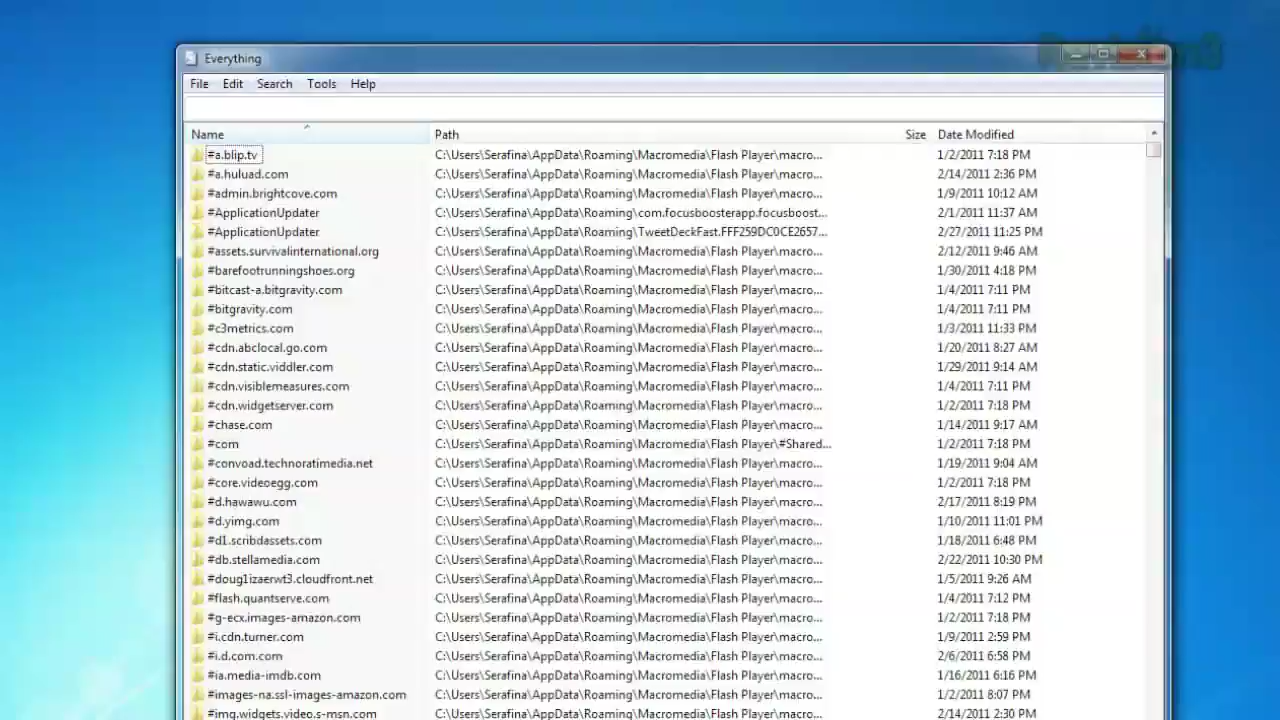 Everything
File Edit Search Tools Help
Name Path Size Date Modified
#a.blip.tv C:\Users\Serafina\AppData\Roaming\Macromedia\Flash Player\macro... 1/2/2011 7:18 PM
#a.huluad.com C:\Users\Serafina\AppData\Roaming\Macromedia\Flash Player\macro... 2/14/2011 2:36 PM
#admin.brightcove.com C:\Users\Serafina\AppData\Roaming\Macromedia\Flash Player\macro... 1/9/2011 10:12 AM
#ApplicationUpdater C:\Users\Serafina\AppData\Roaming\com.focusboosterapp.focusboost... 2/1/2011 11:37 AM
#ApplicationUpdater C:\Users\Serafina\AppData\Roaming\TweetDeckFast.FFF259DC0CE2657... 2/27/2011 11:25 PM
#assets.survivalinternational.org C:\Users\Serafina\AppData\Roaming\Macromedia\Flash Player\macro... 2/12/2011 9:46 AM
#barefootrunningshoes.org C:\Users\Serafina\AppData\Roaming\Macromedia\Flash Player\macro... 1/30/2011 4:18 PM
#bitcast-a.bitgravity.com C:\Users\Serafina\AppData\Roaming\Macromedia\Flash Player\macro... 1/4/2011 7:11 PM
#bitgravity.com C:\Users\Serafina\AppData\Roaming\Macromedia\Flash Player\macro... 1/4/2011 7:11 PM
#c3metrics.com C:\Users\Serafina\AppData\Roaming\Macromedia\Flash Player\macro... 1/3/2011 11:33 PM
#cdn.abclocal.go.com C:\Users\Serafina\AppData\Roaming\Macromedia\Flash Player\macro... 1/20/2011 8:27 AM
#cdn.static.viddler.com C:\Users\Serafina\AppData\Roaming\Macromedia\Flash Player\macro... 1/29/2011 9:14 AM
#cdn.visiblemeasures.com C:\Users\Serafina\AppData\Roaming\Macromedia\Flash Player\macro... 1/4/2011 7:11 PM
#cdn.widgetserver.com C:\Users\Serafina\AppData\Roaming\Macromedia\Flash Player\macro... 1/2/2011 7:18 PM
#chase.com C:\Users\Serafina\AppData\Roaming\Macromedia\Flash Player\macro... 1/14/2011 9:17 AM
#com C:\Users\Serafina\AppData\Roaming\Macromedia\Flash Player\#Shared... 1/2/2011 7:18 PM
#convoad.technoratimedia.net C:\Users\Serafina\AppData\Roaming\Macromedia\Flash Player\macro... 1/19/2011 9:04 AM
#core.videoegg.com C:\Users\Serafina\AppData\Roaming\Macromedia\Flash Player\macro... 1/2/2011 7:18 PM
#d.hawawu.com C:\Users\Serafina\AppData\Roaming\Macromedia\Flash Player\macro... 2/17/2011 8:19 PM
#d.yimg.com C:\Users\Serafina\AppData\Roaming\Macromedia\Flash Player\macro... 1/10/2011 11:01 PM
#d1.scribdassets.com C:\Users\Serafina\AppData\Roaming\Macromedia\Flash Player\macro... 1/18/2011 6:48 PM
#db.stellamedia.com C:\Users\Serafina\AppData\Roaming\Macromedia\Flash Player\macro... 2/22/2011 10:30 PM
#doug1izaerwt3.cloudfront.net C:\Users\Serafina\AppData\Roaming\Macromedia\Flash Player\macro... 1/5/2011 9:26 AM
#flash.quantserve.com C:\Users\Serafina\AppData\Roaming\Macromedia\Flash Player\macro... 1/4/2011 7:12 PM
#g-ecx.images-amazon.com C:\Users\Serafina\AppData\Roaming\Macromedia\Flash Player\macro... 1/2/2011 7:18 PM
#i.cdn.turner.com C:\Users\Serafina\AppData\Roaming\Macromedia\Flash Player\macro... 1/9/2011 2:59 PM
#i.d.com.com C:\Users\Serafina\AppData\Roaming\Macromedia\Flash Player\macro... 2/6/2011 6:58 PM
#ia.media-imdb.com C:\Users\Serafina\AppData\Roaming\Macromedia\Flash Player\macro... 1/16/2011 6:16 PM
#images-na.ssl-images-amazon.com C:\Users\Serafina\AppData\Roaming\Macromedia\Flash Player\macro... 1/2/2011 8:07 PM
#img.widgets.video.s-msn.com C:\Users\Serafina\AppData\Roaming\Macromedia\Flash Player\macro... 2/14/2011 2:30 PM